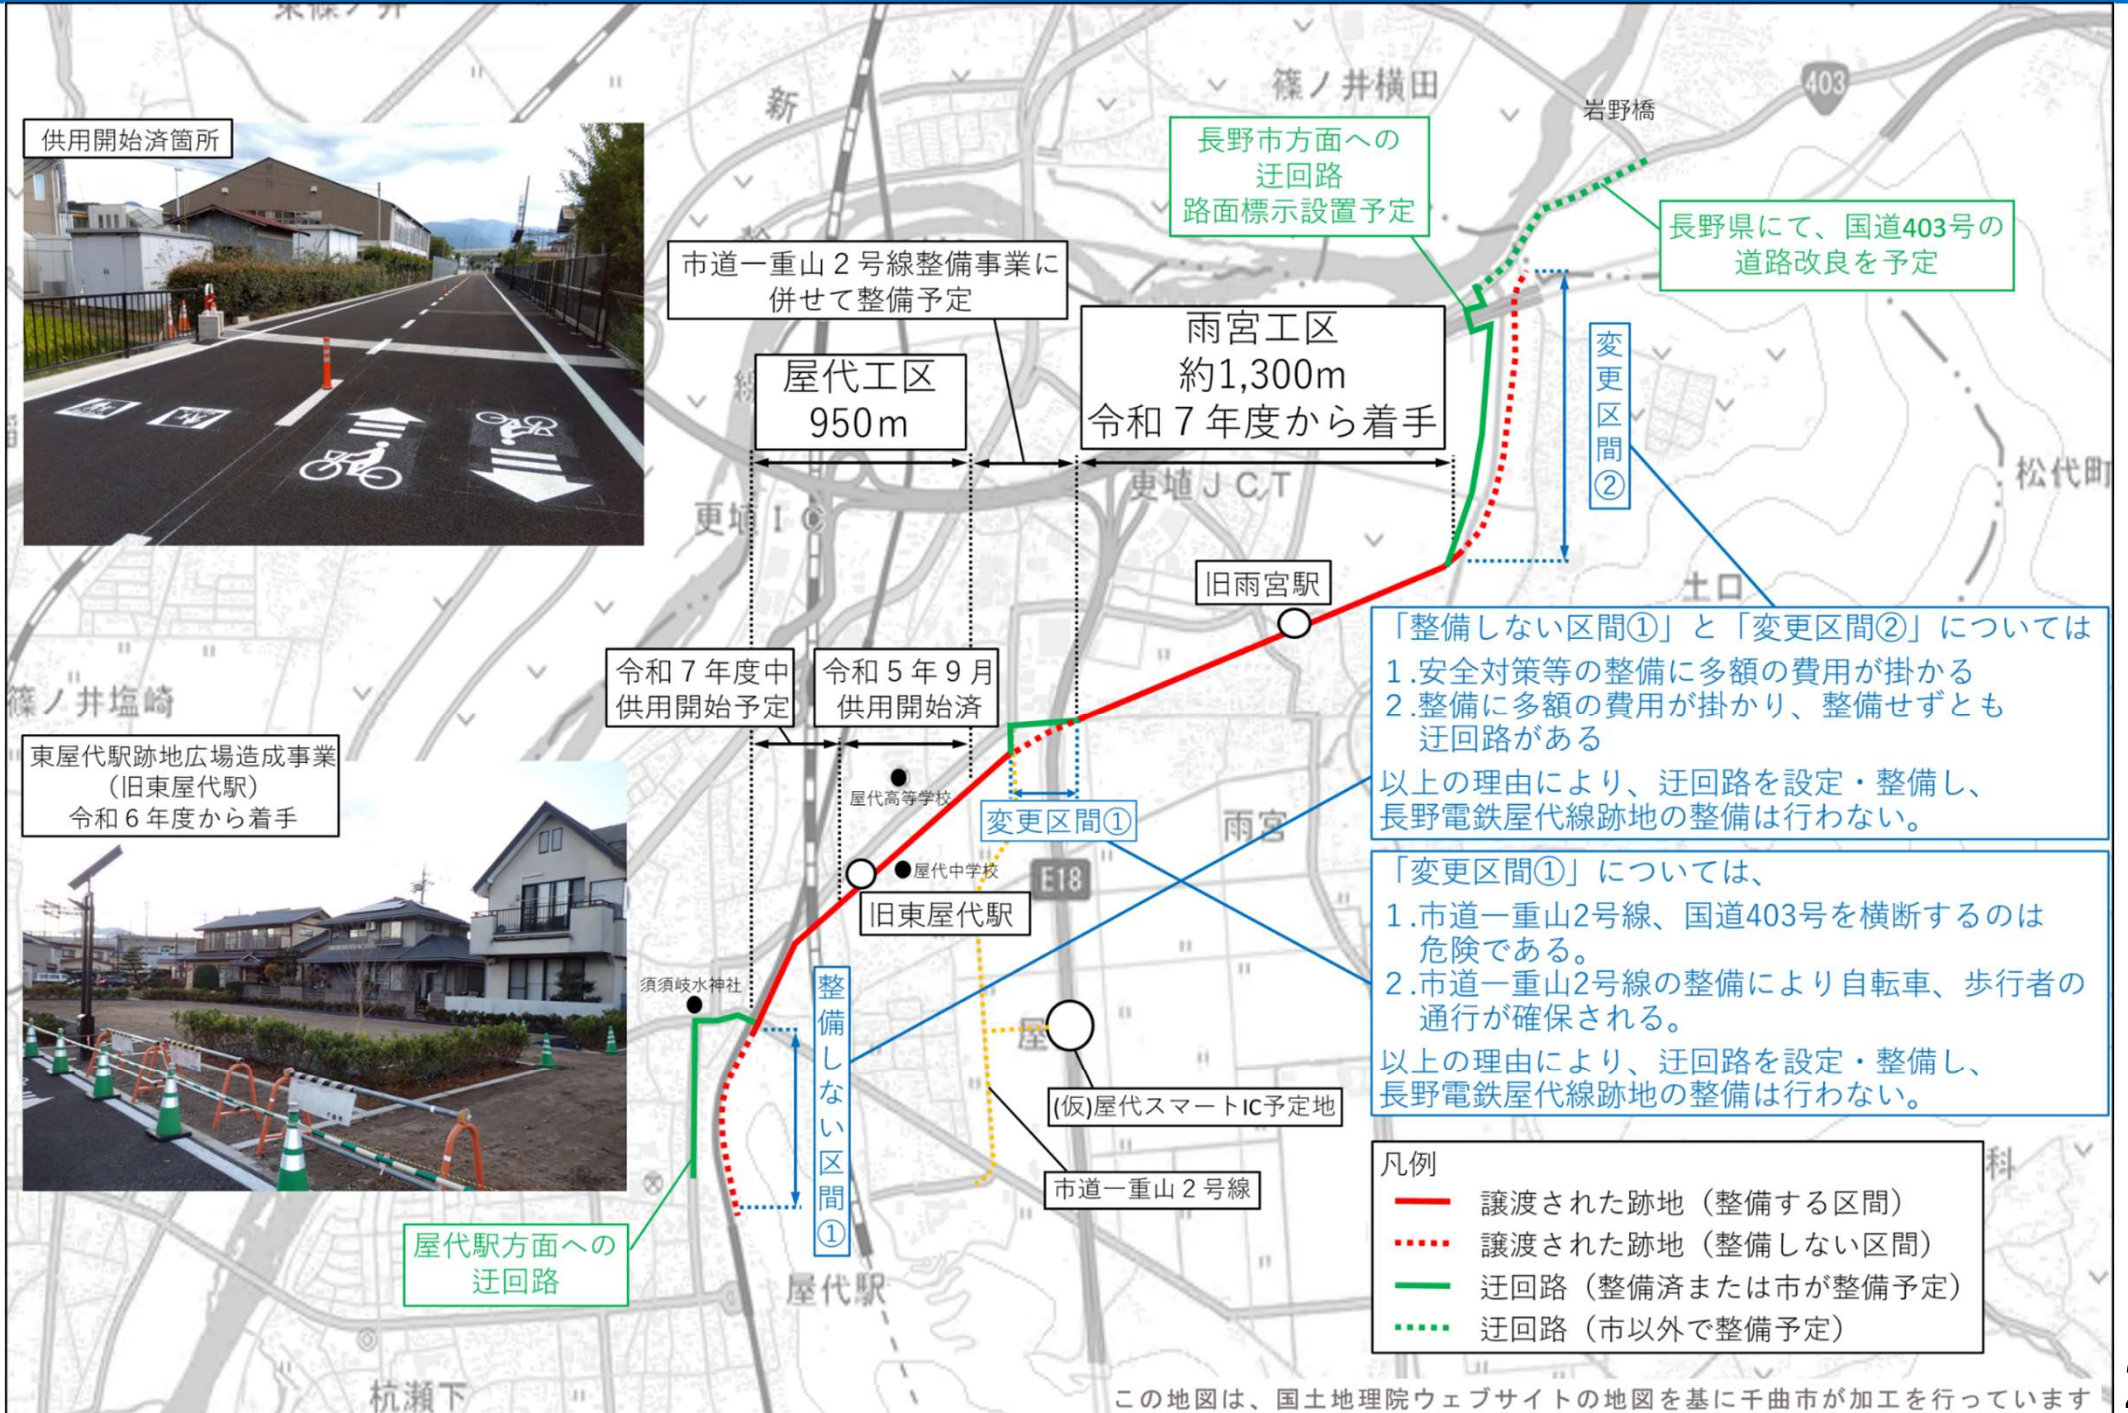 東篠ノ井
供用開始済箇所
新
篠ノ井横田
403
岩野橋
長野市方面への
迂回路
路面標示設置予定
長野県にて、国道403号の
道路改良を予定
市道一重山２号線整備事業に
併せて整備予定
屋代工区
950m
雨宮工区
約1,300m
令和７年度から着手
変更区間②
松代町
更埴ＩＣ
更埴ＪＣＴ
旧雨宮駅
土口
篠ノ井塩崎
令和７年度中
供用開始予定
令和５年９月
供用開始済
東屋代駅跡地広場造成事業
(旧東屋代駅)
令和６年度から着手
屋代高等学校
変更区間①
雨宮
屋代中学校
E18
旧東屋代駅
「整備しない区間①」と「変更区間②」については
1.安全対策等の整備に多額の費用が掛かる
2.整備に多額の費用が掛かり、整備せずとも
迂回路がある
以上の理由により、迂回路を設定・整備し、
長野電鉄屋代線跡地の整備は行わない。
「変更区間①」については、
1.市道一重山2号線、国道403号を横断するのは
危険である。
2.市道一重山2号線の整備により自転車、歩行者の
通行が確保される。
以上の理由により、迂回路を設定・整備し、
長野電鉄屋代線跡地の整備は行わない。
須須岐水神社
整備しない区間①
屋
(仮)屋代スマートIC予定地
市道一重山２号線
屋代駅方面への
迂回路
屋代駅
科
凡例
譲渡された跡地（整備する区間）
譲渡された跡地（整備しない区間）
迂回路（整備済または市が整備予定）
迂回路（市以外で整備予定）
杭瀬下
この地図は、国土地理院ウェブサイトの地図を基に千曲市が加工を行っています